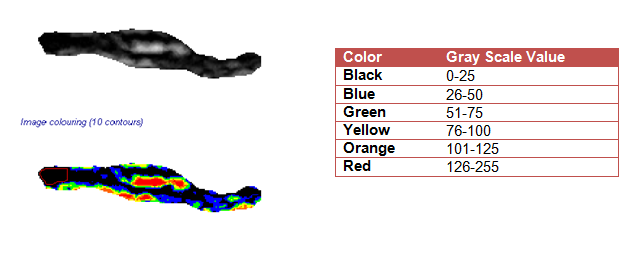 Image colouring (10 contours)
Color Gray Scale Value
Black 0-25
Blue 26-50
Green 51-75
Yellow 76-100
Orange 101-125
Red 126-255